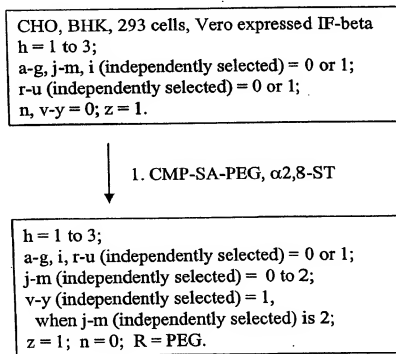 CHO, BHK, 293 cells, Vero expressed IF-beta
h = 1 to 3;
a-g, j-m, i (independently selected) = 0 or 1;
r-u (independently selected) = 0 or 1;
n, v-y = 0; z = 1.
1. CMP-SA-PEG, α2,8-ST
h = 1 to 3;
a-g, i, r-u (independently selected) = 0 or 1;
j-m (independently selected) = 0 to 2;
v-y (independently selected) = 1,
when j-m (independently selected) is 2;
z = 1; n = 0; R = PEG.